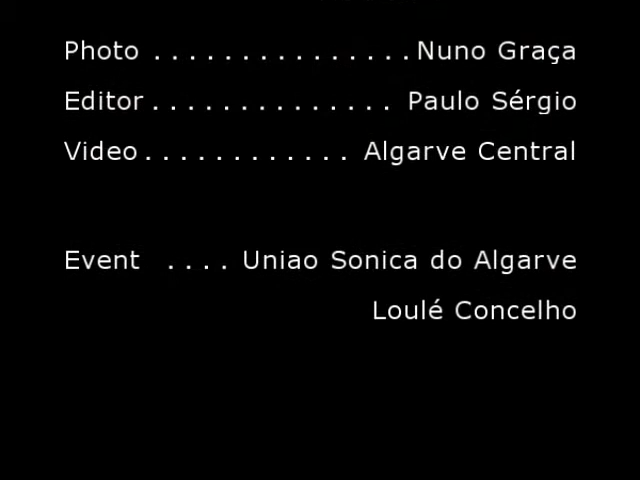 Photo ...............Nuno Graça
Editor.............. Paulo Sérgio
Video............ Algarve Central
Event .... Uniao Sonica do Algarve
Loulé Concelho